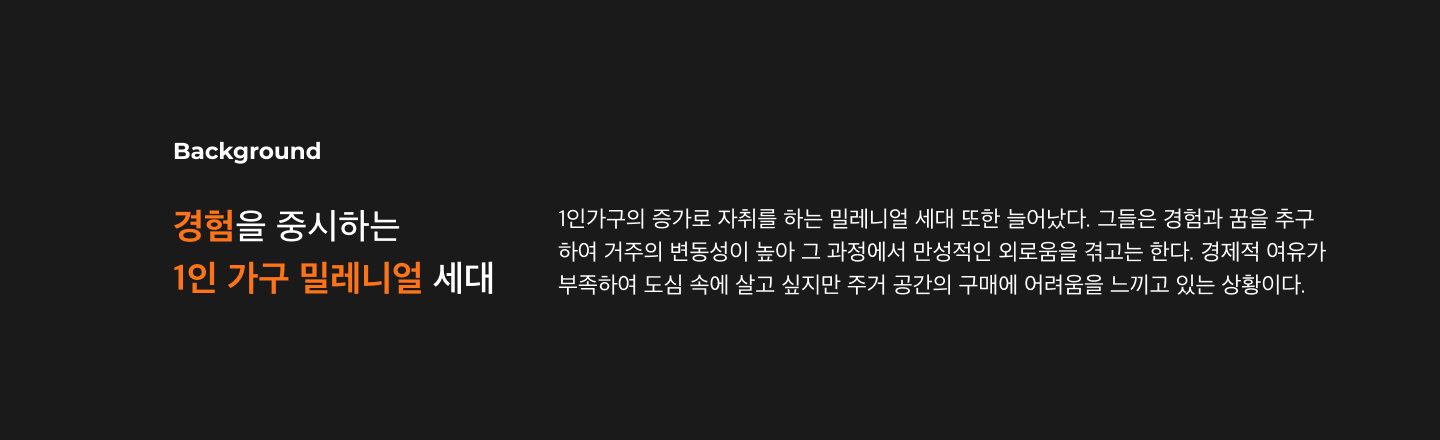 Background
경험을 중시하는
1인 가구 밀레니얼 세대
1인가구의 증가로 자취를 하는 밀레니얼 세대 또한 늘어났다. 그들은 경험과 꿈을 추구
하여 거주의 변동성이 높아 그 과정에서 만성적인 외로움을 겪고는 한다. 경제적 여유가
부족하여 도심 속에 살고 싶지만 주거 공간의 구매에 어려움을 느끼고 있는 상황이다.